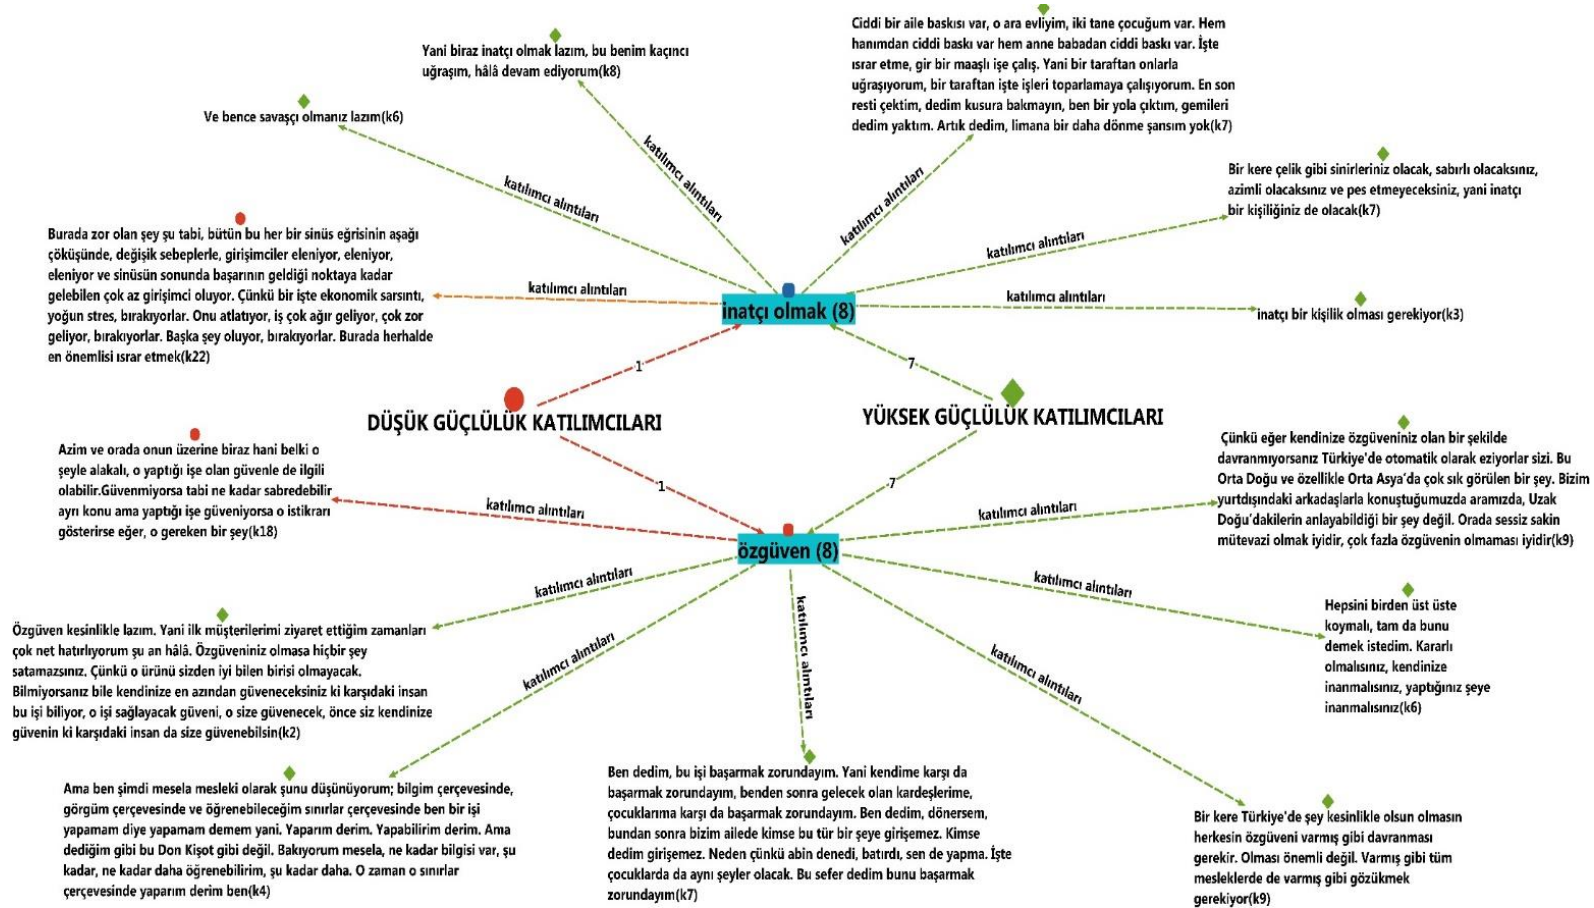 Ciddi bir aile baskısı var, o ara evliyim, iki tane çocuğum var. Hem
hanımdan ciddi baskı var hem anne babadan ciddi baskı var. İşte
ısrar etme, gir bir maaşlı işe çalış. Yani bir taraftan onlarla
uğraşıyorum, bir taraftan işte işleri toparlamaya çalışıyorum. En son
resti çektim, dedim kusura bakmayın, ben bir yola çıktım, gemileri
dedim yaktım. Artık dedim, limana bir daha dönme şansım yok(k7)
Yani biraz inatçı olmak lazım, bu benim kaçıncı
uğraşım, hâlâ devam ediyorum(k8)
Ve bence savaşçı olmanız lazım(k6)
katılımcı alıntıları
katılımcı alıntıları
katılımcı alıntıları
Bir kere çelik gibi sinirleriniz olacak, sabırlı olacaksınız,
azimli olacaksınız ve pes etmeyeceksiniz, yani inatçı
bir kişiliğiniz de olacak(k7)
katılımcı alıntıları
Burada zor olan şey şu tabi, bütün bu her bir sinüs eğrisinin aşağı
çöküşünde, değişik sebeplerle, girişimciler eleniyor, eleniyor,
eleniyor ve sinüsün sonunda başarının geldiği noktaya kadar
gelebilen çok az girişimci oluyor. Çünkü bir işte ekonomik sarsıntı,
yoğun stres, bırakıyorlar. Onu atlatıyor, iş çok ağır geliyor, çok zor
geliyor, bırakıyorlar. Başka şey oluyor, bırakıyorlar. Burada herhalde
en önemlisi ısrar etmek(k22)
katılımcı alıntıları
inatçı olmak (8)
katılımcı alıntıları
inatçı bir kişilik olması gerekiyor(k3)
1
7
DÜŞÜK GÜÇLÜLÜK KATILIMCILARI
YÜKSEK GÜÇLÜLÜK KATILIMCILARI
Azim ve orada onun üzerine biraz hani belki o
şeyle alakalı, o yaptığı işe olan güvenle de ilgili
olabilir.Güvenmiyorsa tabi ne kadar sabredebilir
ayrı konu ama yaptığı işe güveniyorsa o istikrarı
gösterirse eğer, o gereken bir şey(k18)
1
7
katılımcı alıntıları
özgüven (8)
katılımcı alıntıları
Çünkü eğer kendinize özgüveniniz olan bir şekilde
davranmıyorsanız Türkiye'de otomatik olarak eziyorlar sizi. Bu
Orta Doğu ve özellikle Orta Asya'da çok sık görülen bir şey. Bizim
yurtdışındaki arkadaşlarla konuştuğumuzda aramızda, Uzak
Doğu'dakilerin anlayabildiği bir şey değil. Orada sessiz sakin
mütevazi olmak iyidir, çok fazla özgüvenin olmaması iyidir(k9)
katılımcı alıntıları
katılımcı alıntıları
katılımcı alıntıları
katılımcı alıntıları
katılımcı alıntıları
Hepsini birden üst üste
koymalı, tam da bunu
demek istedim. Kararlı
olmalısınız, kendinize
inanmalısınız, yaptığınız şeye
inanmalısınız(k6)
Özgüven kesinlikle lazım. Yani ilk müşterilerimi ziyaret ettiğim zamanları
çok net hatırlıyorum şu an hâlâ. Özgüveniniz olmasa hiçbir şey
satamazsınız. Çünkü o ürünü sizden iyi bilen birisi olmayacak.
Bilmiyorsanız bile kendinize en azından güveneceksiniz ki karşıdaki insan
bu işi biliyor, o işi sağlayacak güveni, o size güvenecek, önce siz kendinize
güvenin ki karşıdaki insan da size güvenebilsin(k2)
Ama ben şimdi mesela mesleki olarak şunu düşünüyorum; bilgim çerçevesinde,
görgüm çerçevesinde ve öğrenebileceğim sınırlar çerçevesinde ben bir işi
yapamam diye yapamam demem yani. Yaparım derim. Yapabilirim derim. Ama
dediğim gibi bu Don Kişot gibi değil. Bakıyorum mesela, ne kadar bilgisi var, şu
kadar, ne kadar daha öğrenebilirim, şu kadar daha. O zaman o sınırlar
çerçevesinde yaparım derim ben(k4)
Ben dedim, bu işi başarmak zorundayım. Yani kendime karşı da
başarmak zorundayım, benden sonra gelecek olan kardeşlerime,
çocuklarıma karşı da başarmak zorundayım. Ben dedim, dönersem,
bundan sonra bizim ailede kimse bu tür bir şeye girişemez. Kimse
dedim girişemez. Neden çünkü abin denedi, batırdı, sen de yapma. İşte
çocuklarda da aynı şeyler olacak. Bu sefer dedim bunu başarmak
zorundayım(k7)
Bir kere Türkiye'de şey kesinlikle olsun olmasın
herkesin özgüveni varmış gibi davranması
gerekir. Olması önemli değil. Varmış gibi tüm
mesleklerde de varmış gibi gözükmek
gerekiyor(k9)